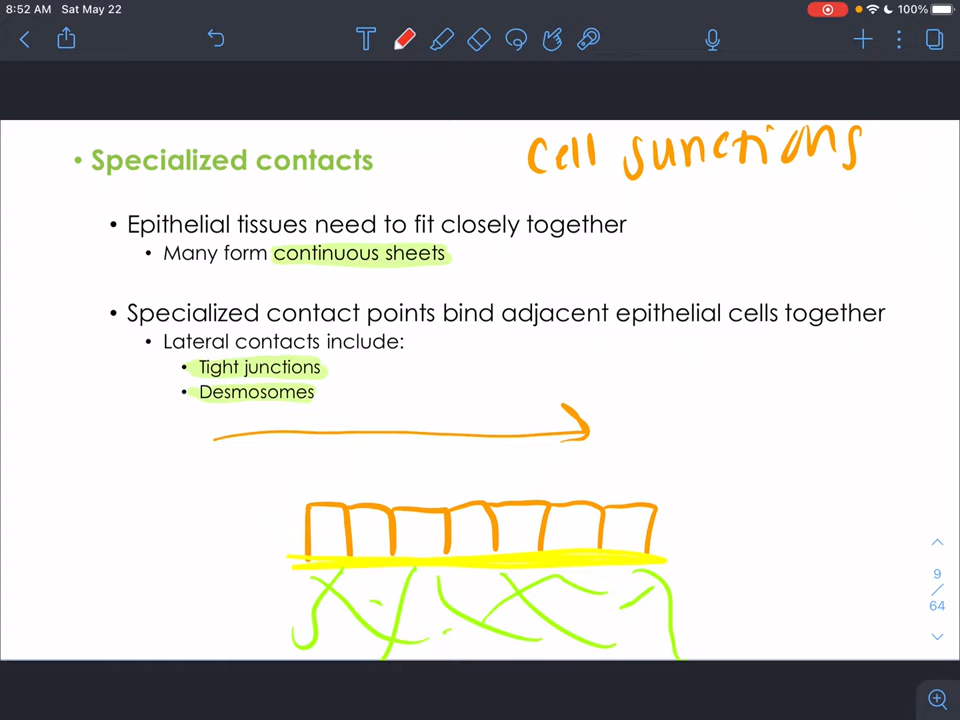 8:52 AM Sat May 22
100%
cell junctions
• Specialized contacts
• Epithelial tissues need to fit closely together
• Many form continuous sheets
• Specialized contact points bind adjacent epithelial cells together
• Lateral contacts include:
• Tight junctions
• Desmosomes
9
/
64